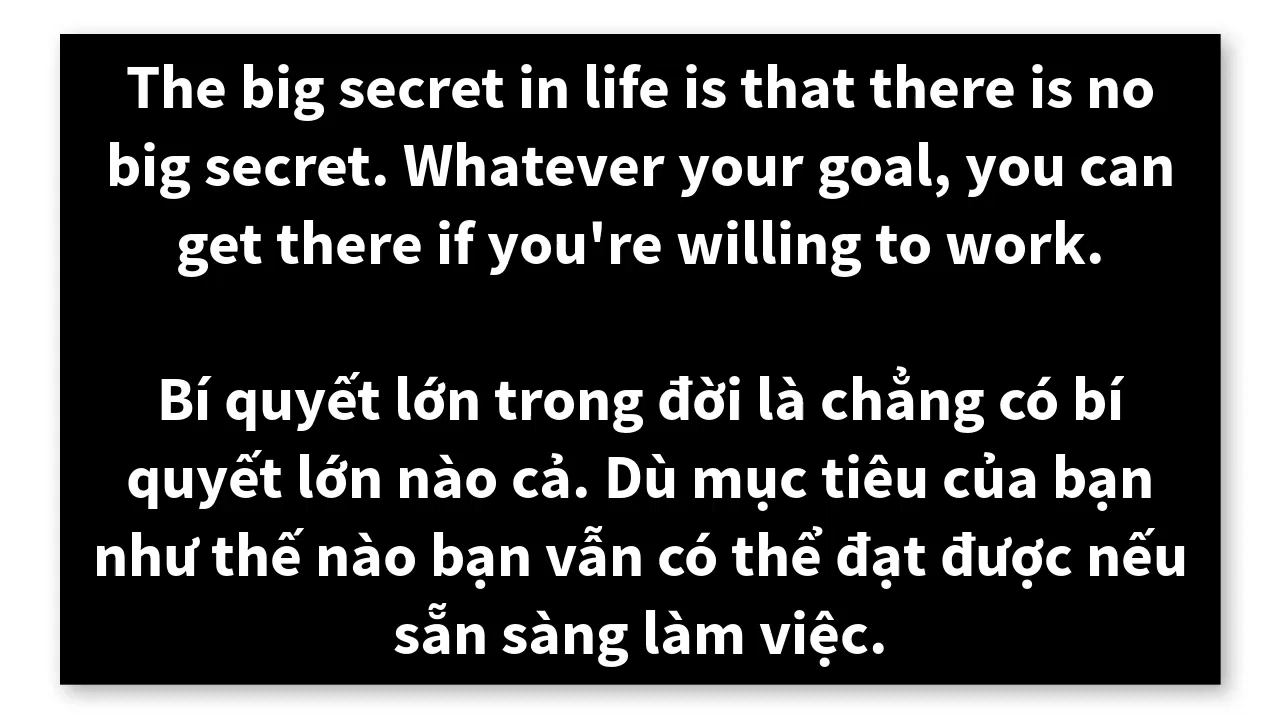 The big secret in life is that there is no
big secret. Whatever your goal, you can
get there if you're willing to work.
Bí quyết lớn trong đời là chẳng có bí
quyết lớn nào cả. Dù mục tiêu của bạn
như thế nào bạn vẫn có thể đạt được nếu
sẵn sàng làm việc.